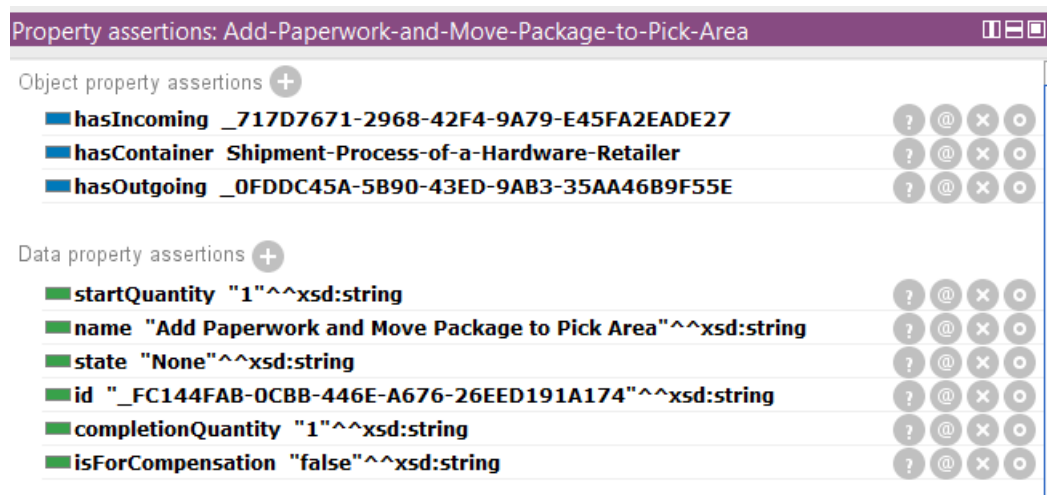 Property assertions: Add-Paperwork-and-Move-Package-to-Pick-Area
Object property assertions
hasIncoming _717D7671-2968-42F4-9A79-E45FA2EADE27
hasContainer Shipment-Process-of-a-Hardware-Retailer
hasOutgoing _0FDDC45A-5B90-43ED-9AB3-35AA46B9F55E
Data property assertions
startQuantity "1"^^xsd:string
name "Add Paperwork and Move Package to Pick Area"^^xsd:string
state "None"^^xsd:string
id "_FC144FAB-0CBB-446E-A676-26EED191A174"^^xsd:string
completionQuantity "1"^^xsd:string
isForCompensation "false"^^xsd:string